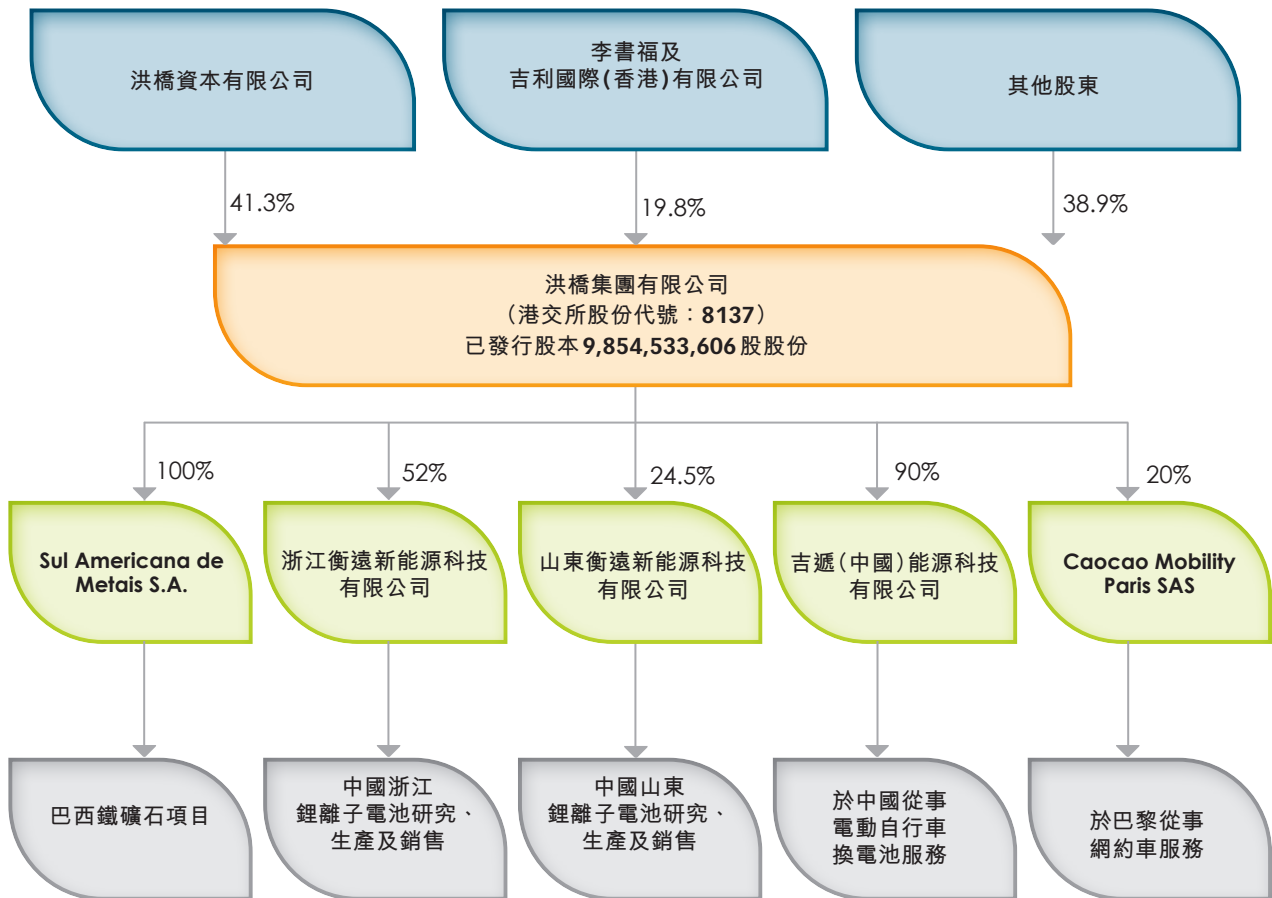 洪橋資本有限公司
李書福及
吉利國際(香港)有限公司
其他股東
41.3%
19.8%
38.9%
洪橋集團有限公司
（港交所股份代號：8137）
已發行股本9,854,533,606股股份
100%
52%
24.5%
90%
20%
Sul Americana de
Metais S.A.
浙江衡遠新能源科技
有限公司
山東衡遠新能源科技
有限公司
吉遞(中國)能源科技
有限公司
Caocao Mobility
Paris SAS
巴西鐵礦石項目
中國浙江
鋰離子電池研究、
生產及銷售
中國山東
鋰離子電池研究、
生產及銷售
於中國從事
電動自行車
換電池服務
於巴黎從事
網約車服務